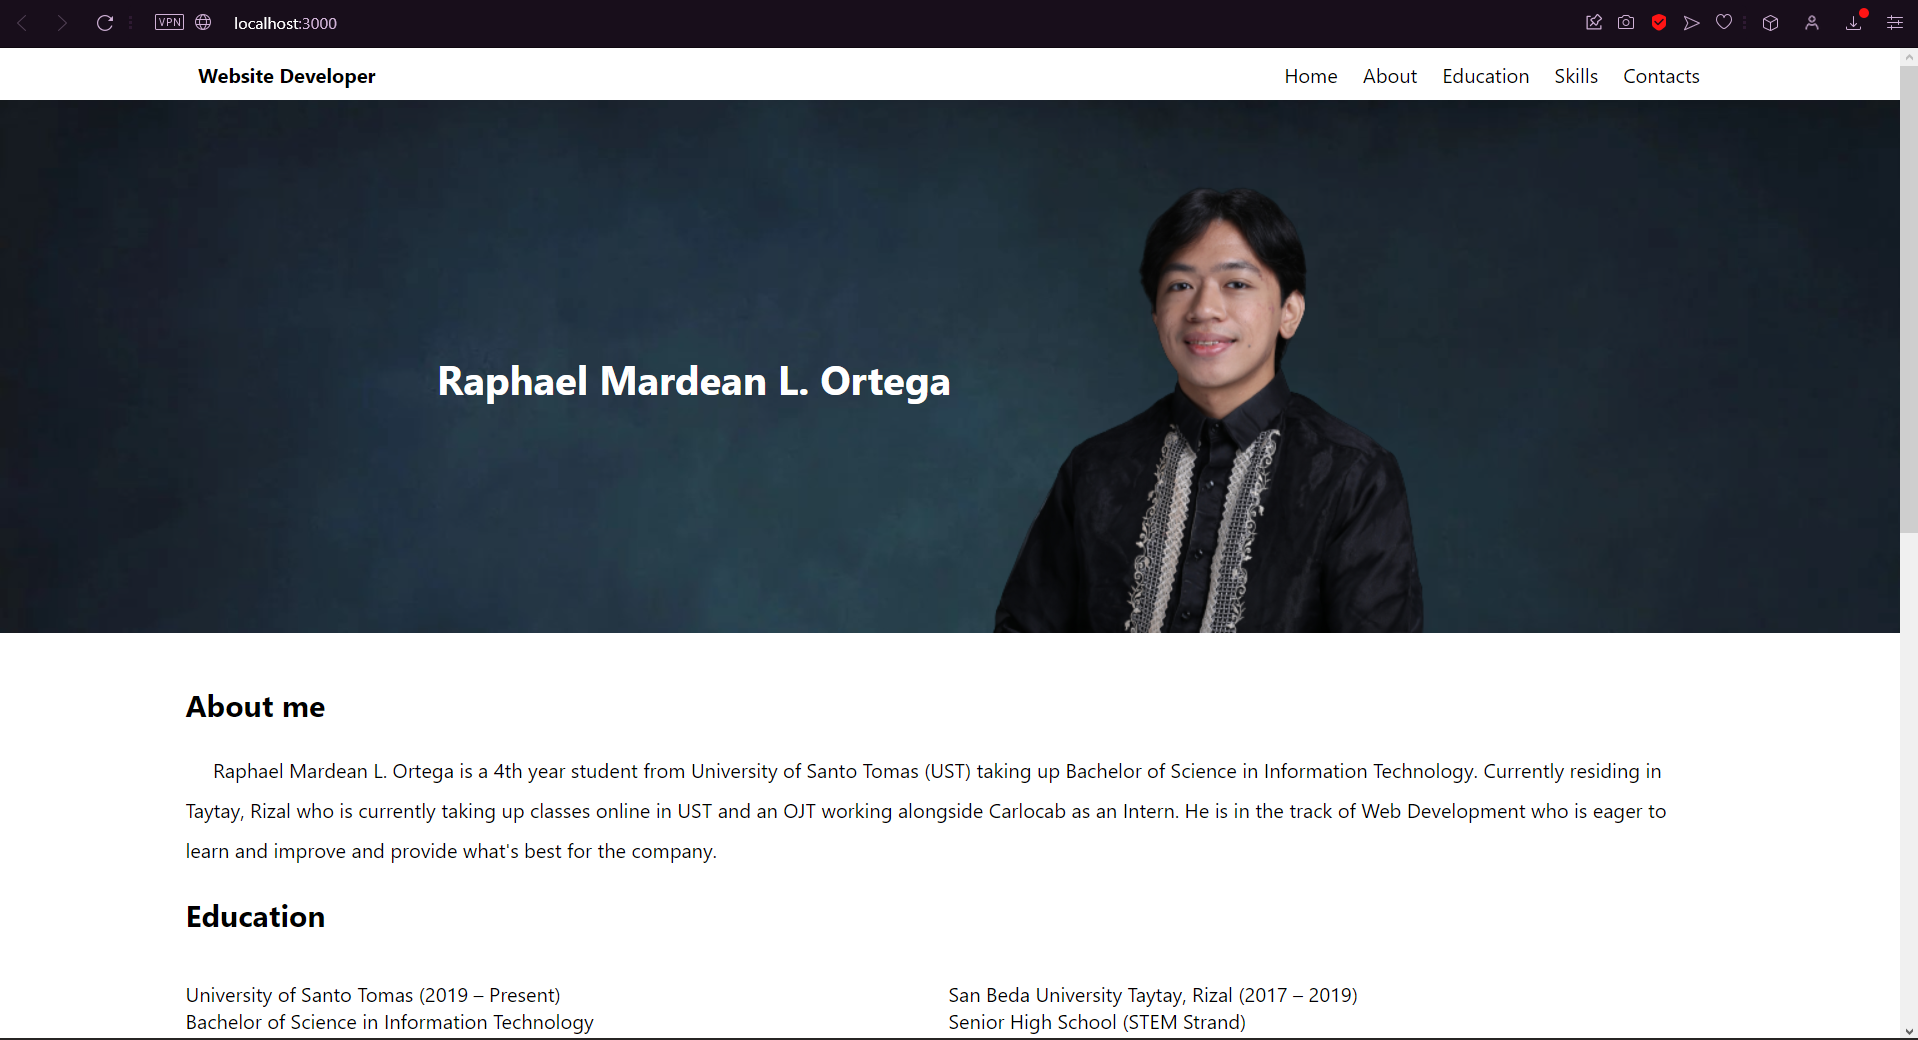 VPN
localhost:3000
Website Developer
Home About Education Skills Contacts
Raphael Mardean L. Ortega
About me
Raphael Mardean L. Ortega is a 4th year student from University of Santo Tomas (UST) taking up Bachelor of Science in Information Technology. Currently residing in
Taytay, Rizal who is currently taking up classes online in UST and an OJT working alongside Carlocab as an Intern. He is in the track of Web Development who is eager to
learn and improve and provide what's best for the company.
Education
University of Santo Tomas (2019 – Present)
Bachelor of Science in Information Technology
San Beda University Taytay, Rizal (2017 – 2019)
Senior High School (STEM Strand)